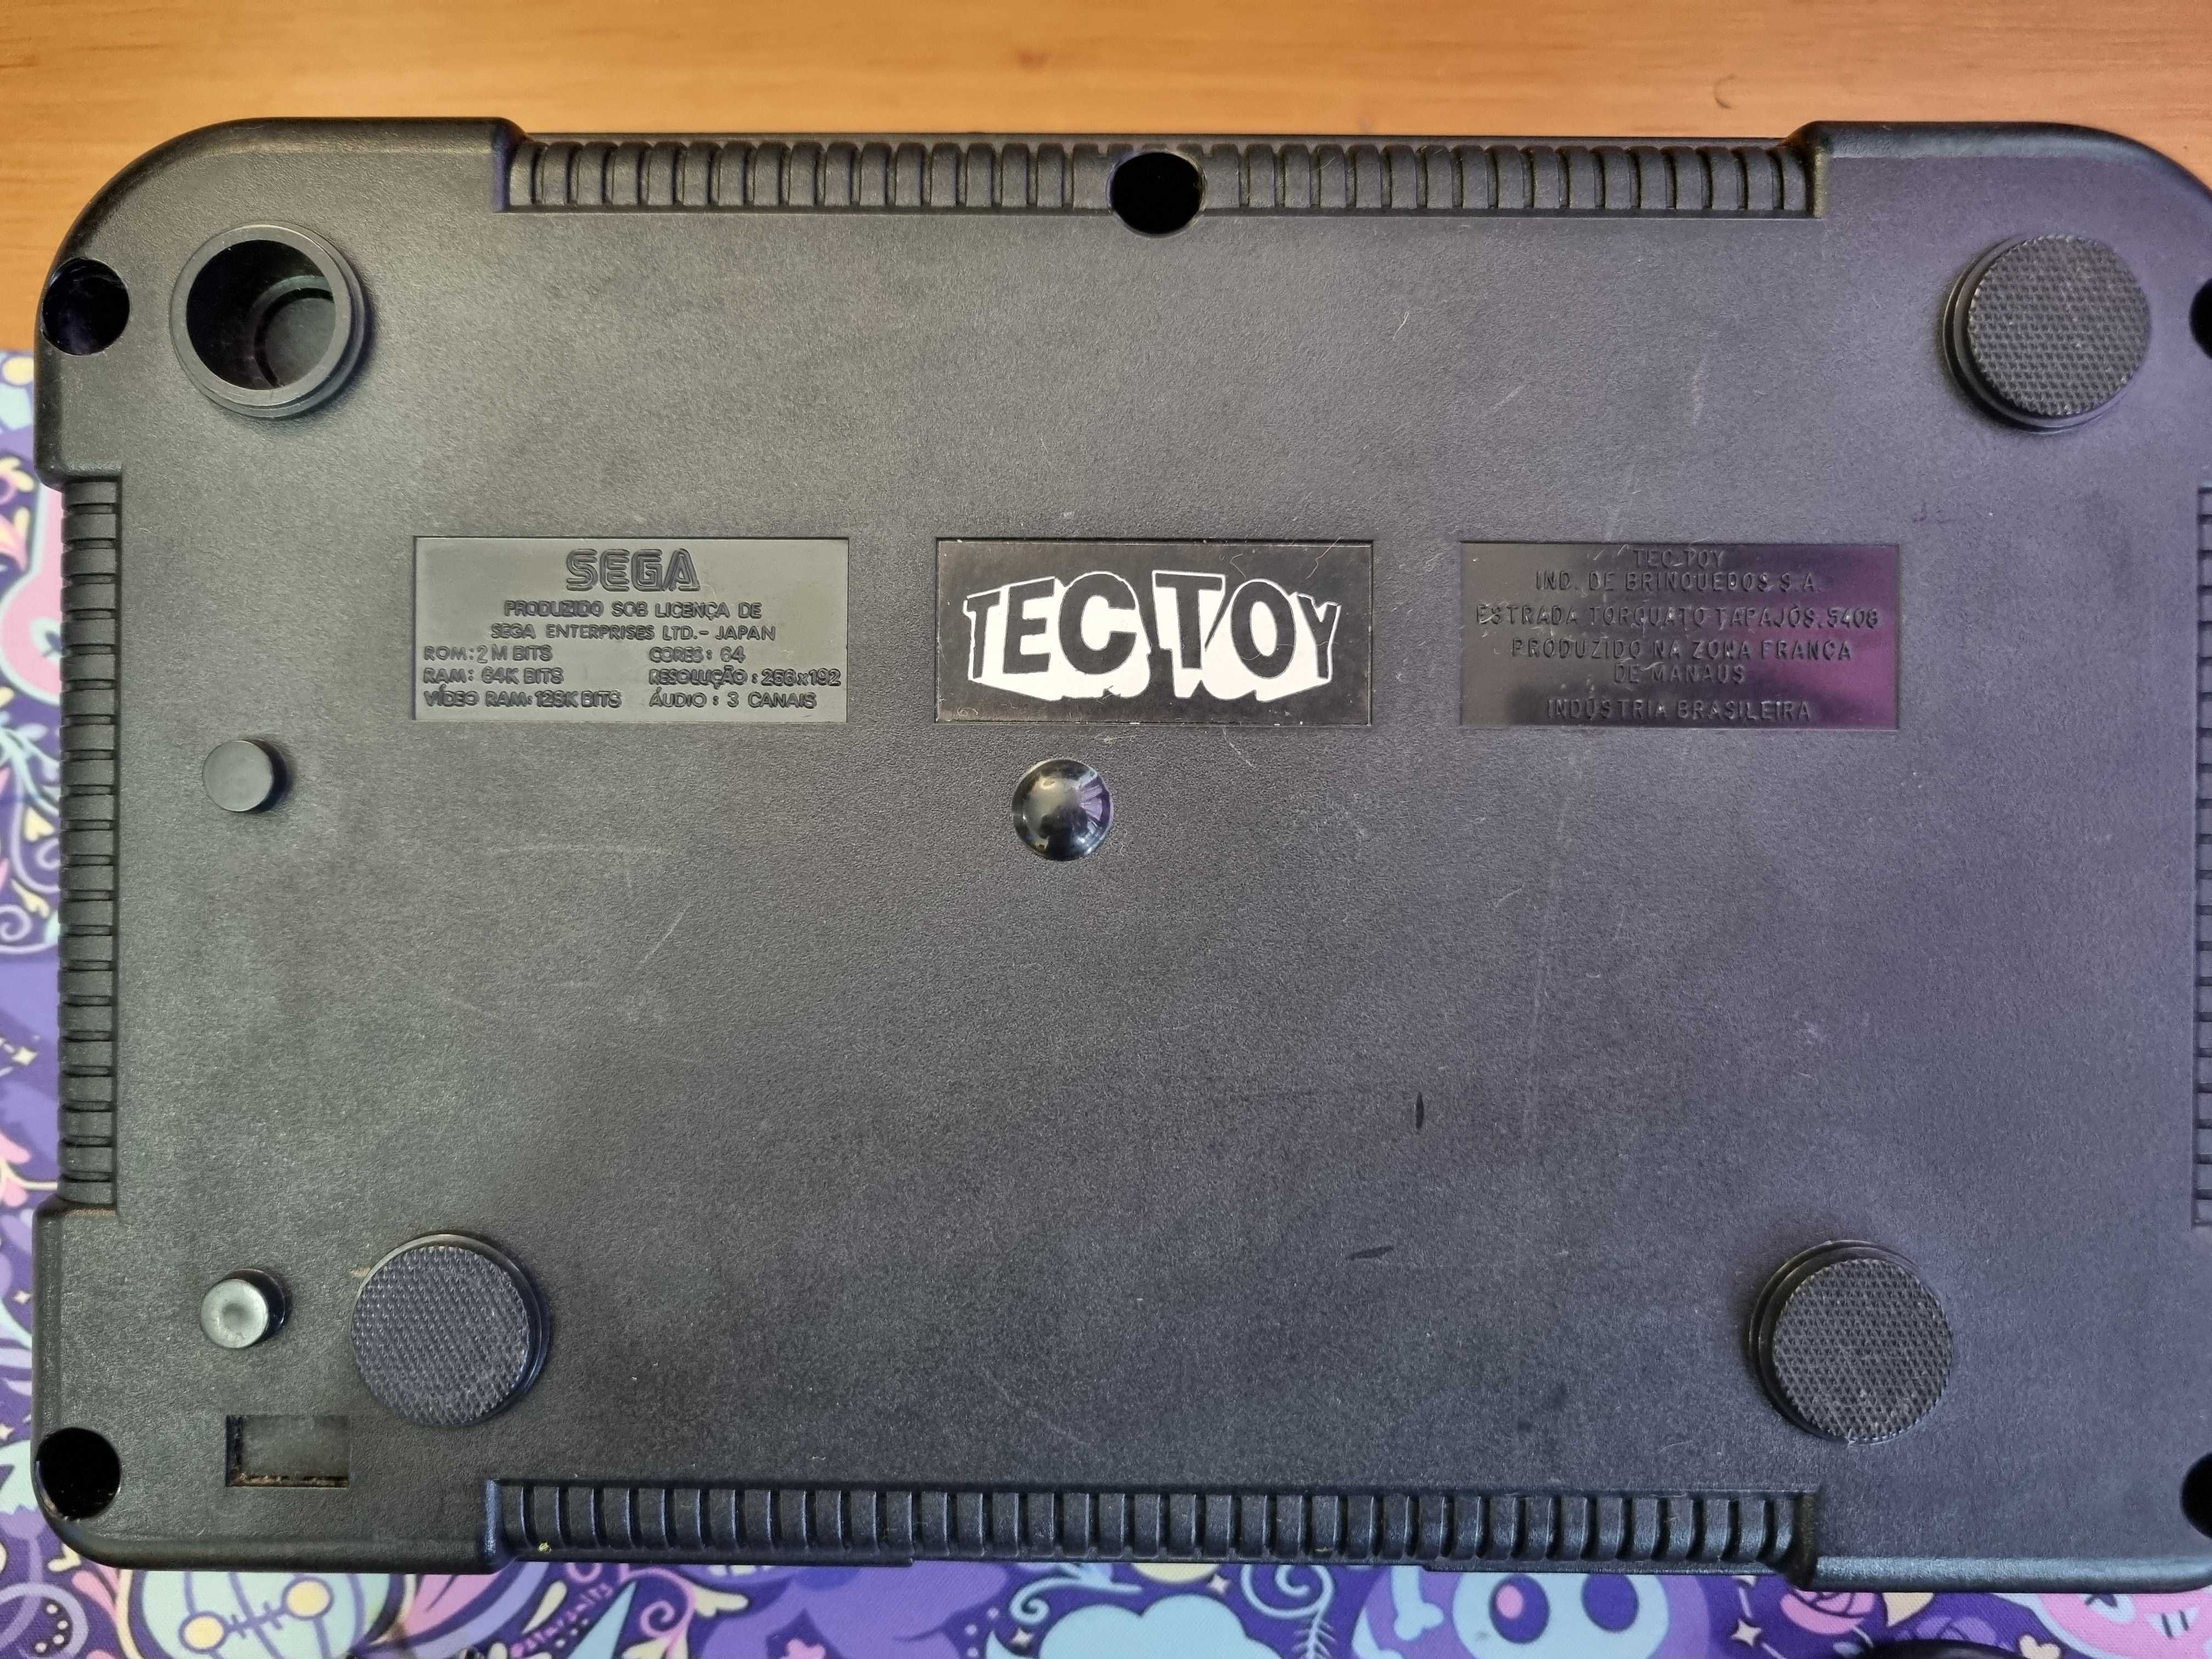 SEGA
PRODUZIDO SOB LICENÇA DE
SEGA ENTERPRISES LTD.- JAPAN
ROM: 2 M BITS CORES: 64
RAM: 64K BITS RESOLUÇÃO: 256x192
VÍDEO RAM: 128K BITS ÁUDIO: 3 CANAIS
TEC TOY
TEC TOY
IND. DE BRINQUEDOS S.A.
ESTRADA TORQUATO TAPAJÓS, 5408
PRODUZIDO NA ZONA FRANCA
DE MANAUS
INDÚSTRIA BRASILEIRA